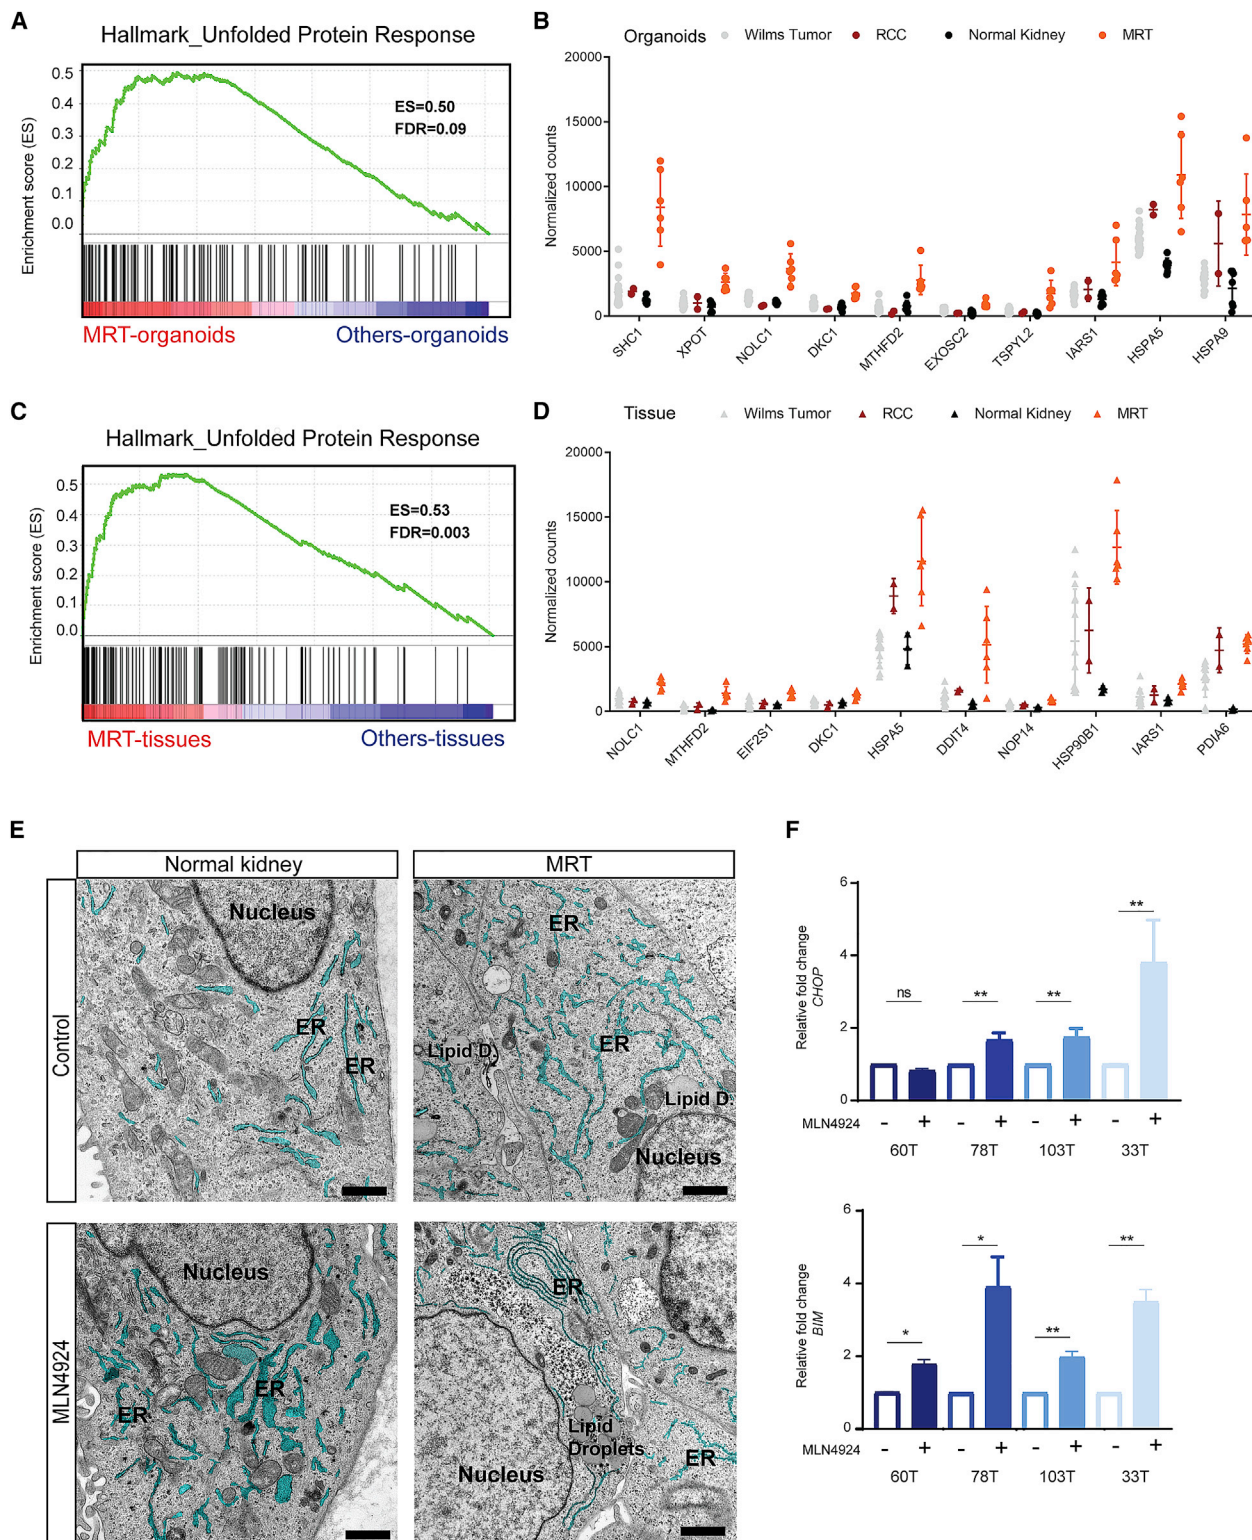 A
Hallmark_Unfolded Protein Response
Enrichment score (ES)
0.5
0.4
0.3
0.2
0.1
0.0
ES=0.50
FDR=0.09
MRT-organoids Others-organoids
B
Organoids Wilms Tumor RCC Normal Kidney MRT
Normalized counts
20000
15000
10000
5000
0
SHC1 XPOT NOLC1 DKC1 MTHFD2 EXOSC2 TSPYL2 IARS1 HSPA5 HSPA9
C
Hallmark_Unfolded Protein Response
Enrichment score (ES)
0.5
0.4
0.3
0.2
0.1
0.0
ES=0.53
FDR=0.003
MRT-tissues Others-tissues
D
Tissue Wilms Tumor RCC Normal Kidney MRT
Normalized counts
20000
15000
10000
5000
0
NOLC1 MTHFD2 EIF2S1 DKC1 HSPA5 DDIT4 NOP14 HSP90B1 IARS1 PDIA6
E
Normal kidney MRT
Control
Nucleus
ER
ER
ER
ER
Lipid D.
Lipid D.
Nucleus
MLN4924
Nucleus
ER
ER
ER
Lipid
Droplets
ER
Nucleus
F
Relative fold change
CHOP
6
4
2
0
ns ** ** **
MLN4924 - + - + - + - +
60T 78T 103T 33T
Relative fold change
BIM
6
4
2
0
* * ** **
MLN4924 - + - + - + - +
60T 78T 103T 33T